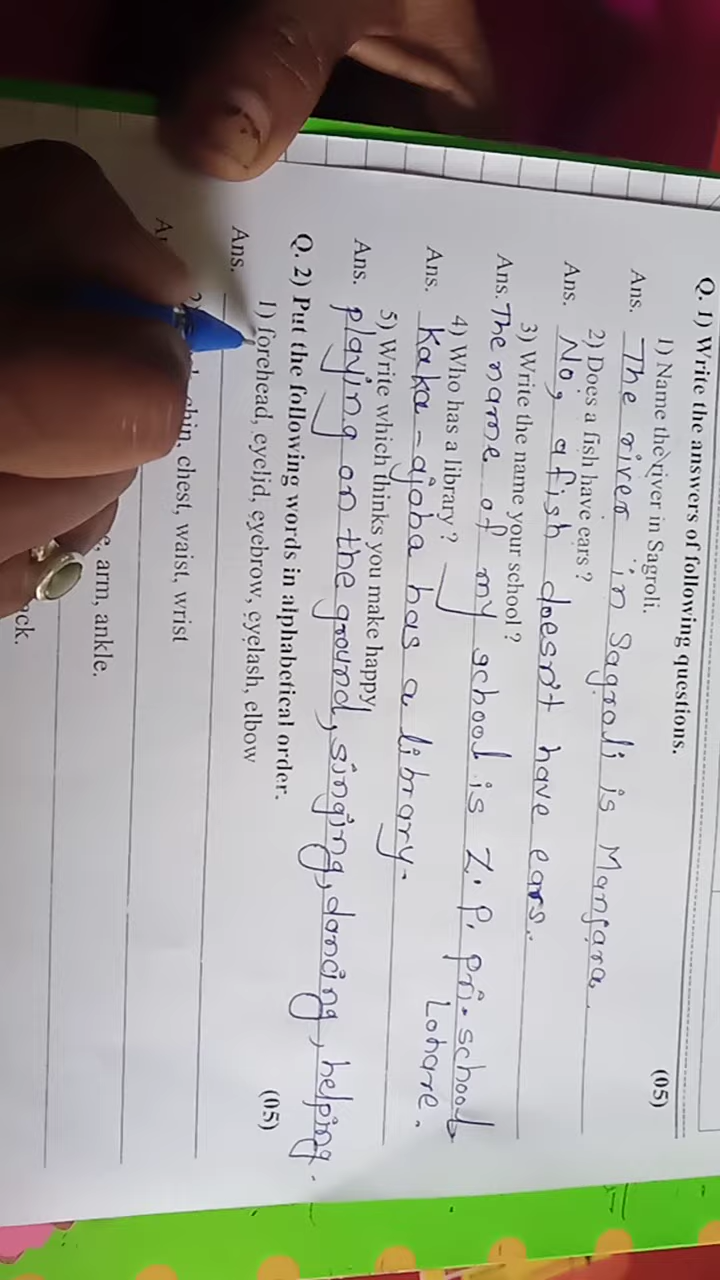 Q. 1) Write the answers of following questions. (05)
1) Name the river in Sagroli.
Ans. The river in Sagroli is Manjara.
2) Does a fish have ears ?
Ans. No, a fish doesn't have ears.
3) Write the name your school ?
Ans. The name of my school is Z.P. pri. school
Lohare.
4) Who has a library ?
Ans. Kaka-ajoba has a library.
5) Write which thinks you make happy
Ans. playing on the ground, singing, dancing, helping.
Q. 2) Put the following words in alphabetical order. (05)
1) forehead, eyelid, eyebrow, eyelash, elbow
Ans.
chin, chest, waist, wrist
arm, ankle.